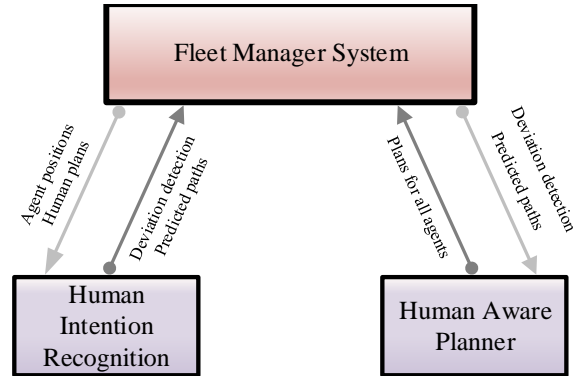 Fleet Manager System
Agent positions
Human plans
Deviation detection
Predicted paths
Plans for all agents
Deviation detection
Predicted paths
Human
Intention
Recognition
Human Aware
Planner